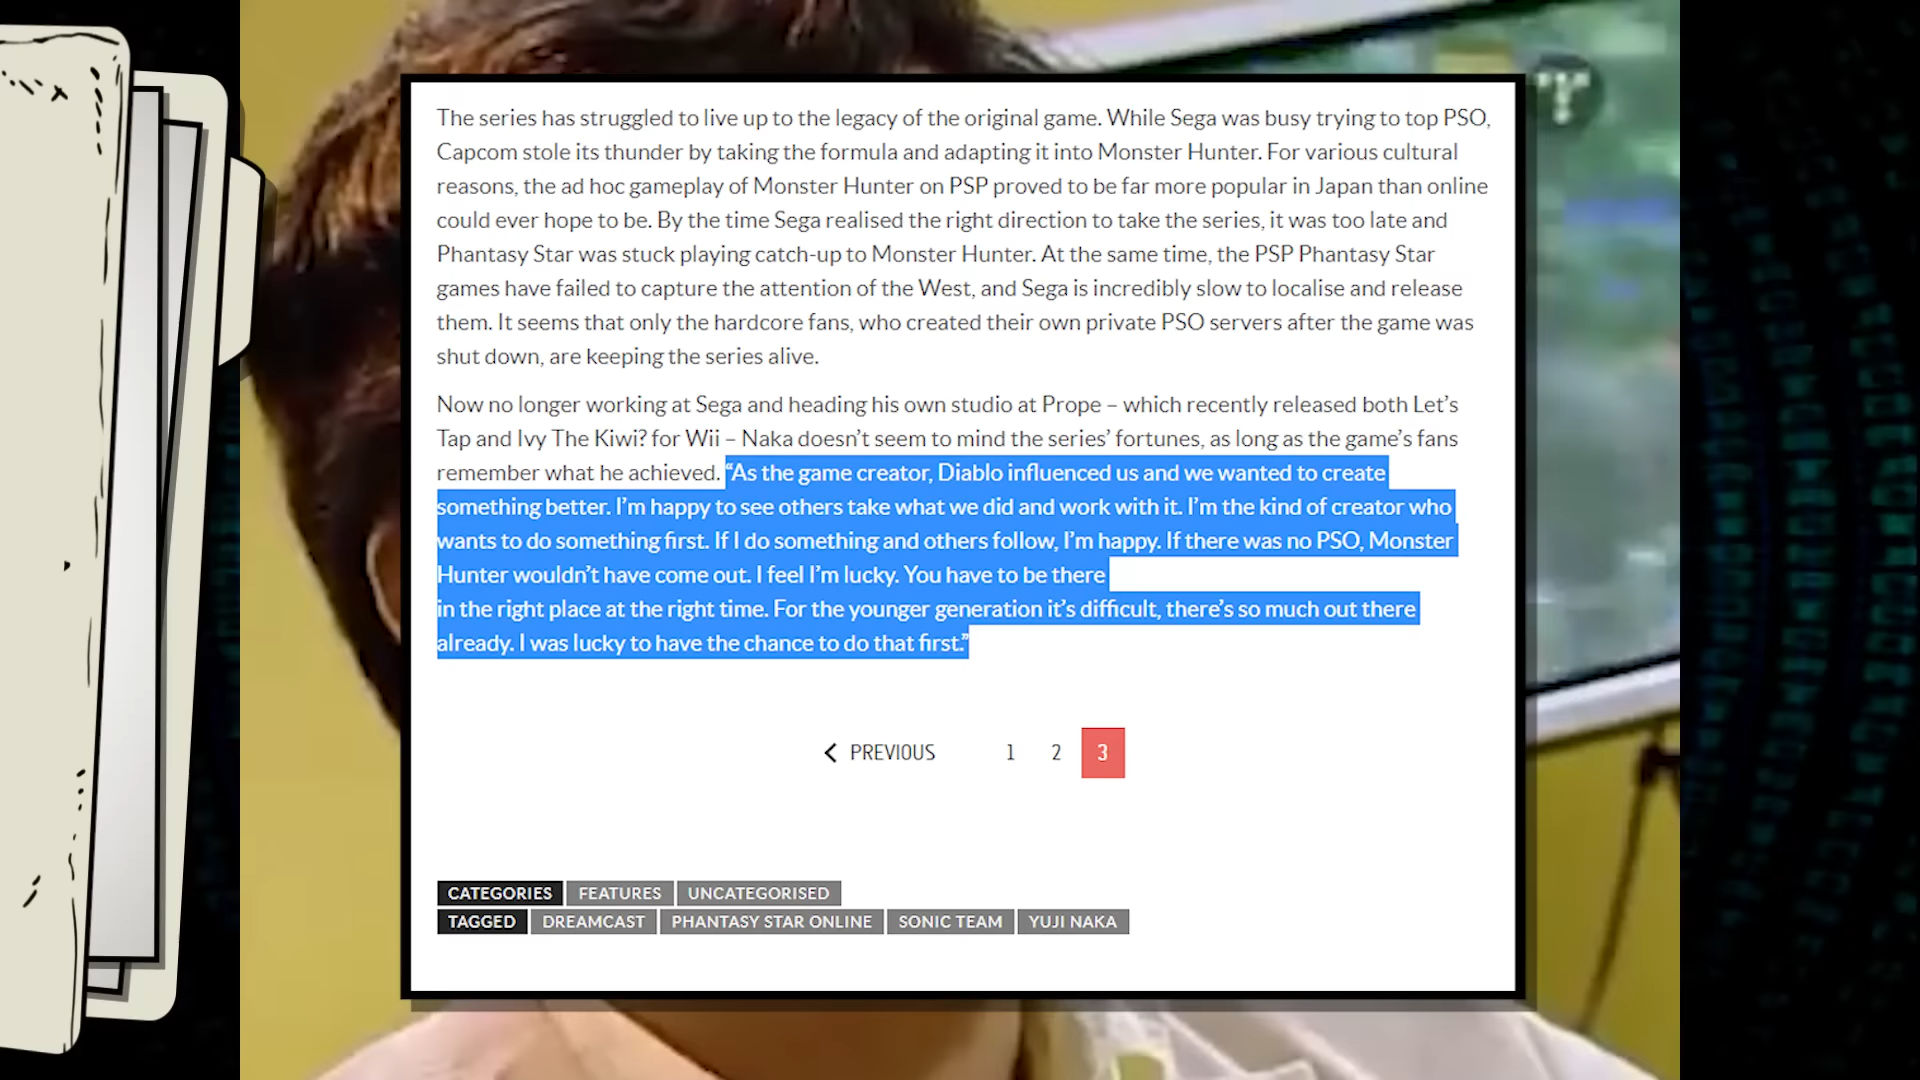 The series has struggled to live up to the legacy of the original game. While Sega was busy trying to top PSO,
Capcom stole its thunder by taking the formula and adapting it into Monster Hunter. For various cultural
reasons, the ad hoc gameplay of Monster Hunter on PSP proved to be far more popular in Japan than online
could ever hope to be. By the time Sega realised the right direction to take the series, it was too late and
Phantasy Star was stuck playing catch-up to Monster Hunter. At the same time, the PSP Phantasy Star
games have failed to capture the attention of the West, and Sega is incredibly slow to localise and release
them. It seems that only the hardcore fans, who created their own private PSO servers after the game was
shut down, are keeping the series alive.
Now no longer working at Sega and heading his own studio at Prope – which recently released both Let’s
Tap and Ivy The Kiwi? for Wii – Naka doesn’t seem to mind the series’ fortunes, as long as the game’s fans
remember what he achieved. “As the game creator, Diablo influenced us and we wanted to create
something better. I’m happy to see others take what we did and work with it. I’m the kind of creator who
wants to do something first. If I do something and others follow, I’m happy. If there was no PSO, Monster
Hunter wouldn’t have come out. I feel I’m lucky. You have to be there
in the right place at the right time. For the younger generation it’s difficult, there’s so much out there
already. I was lucky to have the chance to do that first.”
PREVIOUS 1 2 3
CATEGORIES FEATURES UNCATEGORISED
TAGGED DREAMCAST PHANTASY STAR ONLINE SONIC TEAM YUJI NAKA